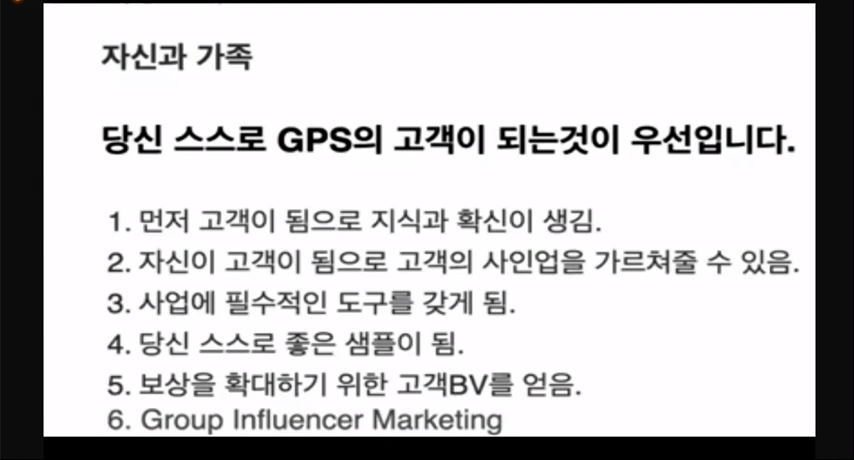 자신과 가족
당신 스스로 GPS의 고객이 되는것이 우선입니다.
1. 먼저 고객이 됨으로 지식과 확신이 생김.
2. 자신이 고객이 됨으로 고객의 사인업을 가르쳐줄 수 있음.
3. 사업에 필수적인 도구를 갖게 됨.
4. 당신 스스로 좋은 샘플이 됨.
5. 보상을 확대하기 위한 고객BV를 얻음.
6. Group Influencer Marketing